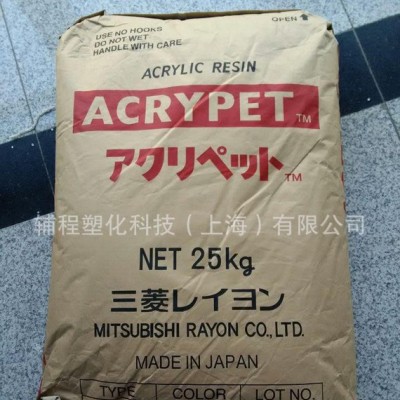 USE NO HOOKS
DO NOT WET
HANDLE WITH CARE
OPEN ↑
ACRYLIC RESIN
ACRYPET TM
アクリペット TM
辅程塑化科技（上海）有限公司
NET 25kg
三菱レイヨン
MITSUBISHI RAYON CO.,LTD.
MADE IN JAPAN
TYPE COLOR LOT NO.